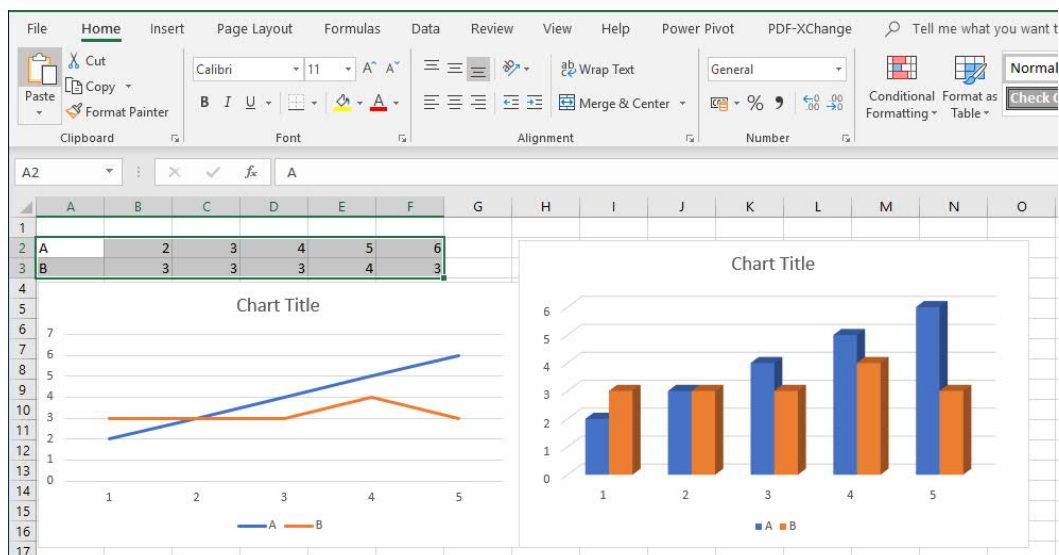 File Home Insert Page Layout Formulas Data Review View Help Power Pivot PDF-XChange Tell me what you want t
Cut
Copy
Format Painter
Paste
Clipboard
Calibri 11 A A
B I U A
Font
ab Wrap Text
Merge & Center
Alignment
General
% 9 .00 .00
Number
Conditional Formatting
Format as Table
Normal
Check C
A2 fx A
A B C D E F G H I J K L M N O
1
2 A 2 3 4 5 6
3 B 3 3 3 4 3
4
5
6
7
8
9
10
11
12
13
14
15
16
17
Chart Title
7
6
5
4
3
2
1
0
1 2 3 4 5
A B
Chart Title
6
5
4
3
2
1
0
1 2 3 4 5
A B